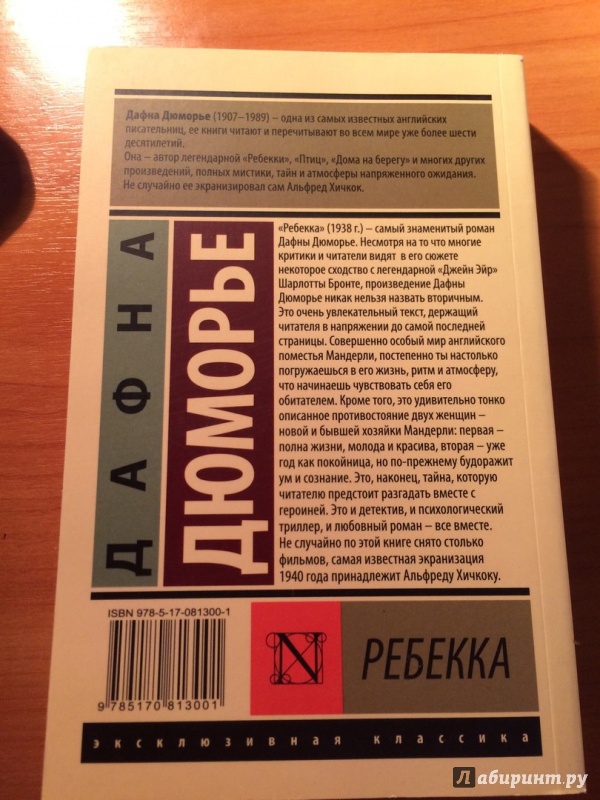 Дафна Дюморье (1907–1989) – одна из самых известных английских
писательниц, ее книги читают и перечитывают во всем мире уже более шести
десятилетий.
Она – автор легендарной «Ребекки», «Птиц», «Дома на берегу» и многих других
произведений, полных мистики, тайн и атмосферы напряженного ожидания.
Не случайно ее экранизировал сам Альфред Хичкок.
ДАФНА
ДЮМОРЬЕ
«Ребекка» (1938 г.) – самый знаменитый роман
Дафны Дюморье. Несмотря на то что многие
критики и читатели видят в его сюжете
некоторое сходство с легендарной «Джейн Эйр»
Шарлотты Бронте, произведение Дафны
Дюморье никак нельзя назвать вторичным.
Это очень увлекательный текст, держащий
читателя в напряжении до самой последней
страницы. Совершенно особый мир английского
поместья Мандерли, постепенно ты настолько
погружаешься в его жизнь, ритм и атмосферу,
что начинаешь чувствовать себя его
обитателем. Кроме того, это удивительно тонко
описанное противостояние двух женщин –
новой и бывшей хозяйки Мандерли: первая –
полна жизни, молода и красива, вторая – уже
год как покойница, но по-прежнему будоражит
ум и сознание. Это, наконец, тайна, которую
читателю предстоит разгадать вместе с
героиней. Это и детектив, и психологический
триллер, и любовный роман – все вместе.
Не случайно по этой книге снято столько
фильмов, самая известная экранизация
1940 года принадлежит Альфреду Хичкоку.
ISBN 978-5-17-081300-1
9 785170 813001
N
РЕБЕККА
эксклюзивная классика
Лабиринт.ру